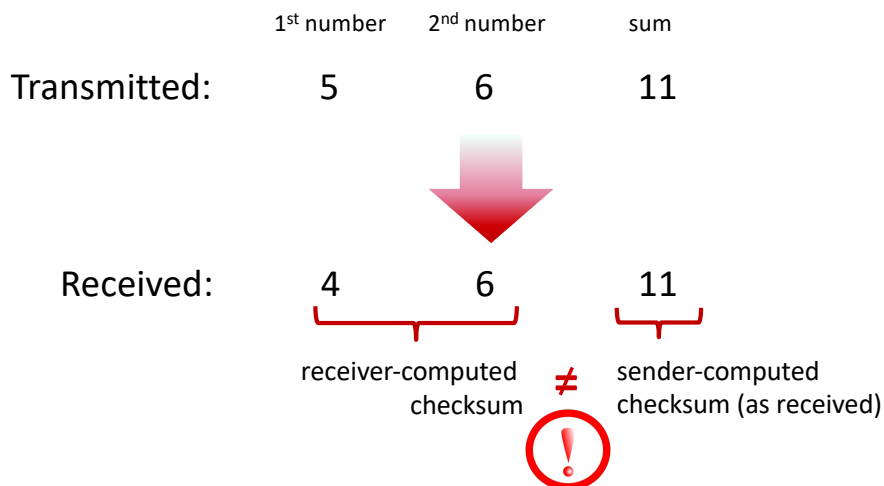 1st number 2nd number sum
Transmitted: 5 6 11
Received: 4 6 11
receiver-computed ≠ sender-computed
checksum checksum (as received)
!